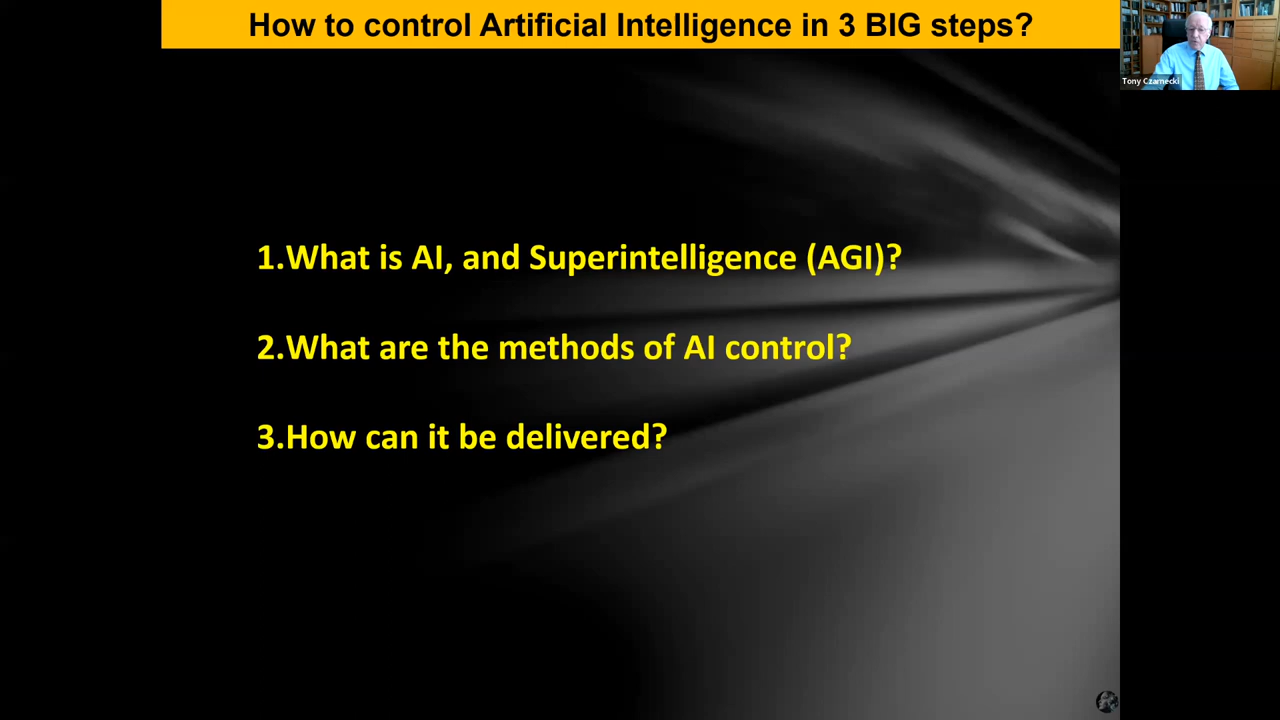 How to control Artificial Intelligence in 3 BIG steps?
Tony Czarnecki
1.What is AI, and Superintelligence (AGI)?
2.What are the methods of AI control?
3.How can it be delivered?